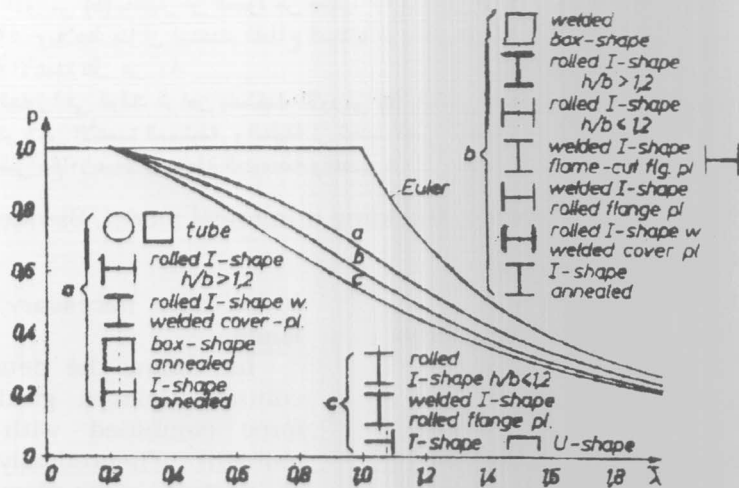 welded
box-shape
rolled I-shape
h/b > 1,2
rolled I-shape
h/b ⩽ 1,2
welded I-shape
flame-cut flg. pl
welded I-shape
rolled flange pl
rolled I-shape w
welded cover pl
I-shape
annealed
b
P
1,0
0,8
0,6
0,4
0,2
0
Euler
a
b
c
a
tube
rolled I-shape
h/b > 1,2
rolled I-shape w.
welded cover-pl.
box-shape
annealed
I-shape
annealed
c
rolled
I-shape h/b ⩽ 1,2
welded I-shape
rolled flange pl.
T-shape
U-shape
0 0,2 0,4 0,6 0,8 1,0 1,2 1,4 1,6 1,8 λ